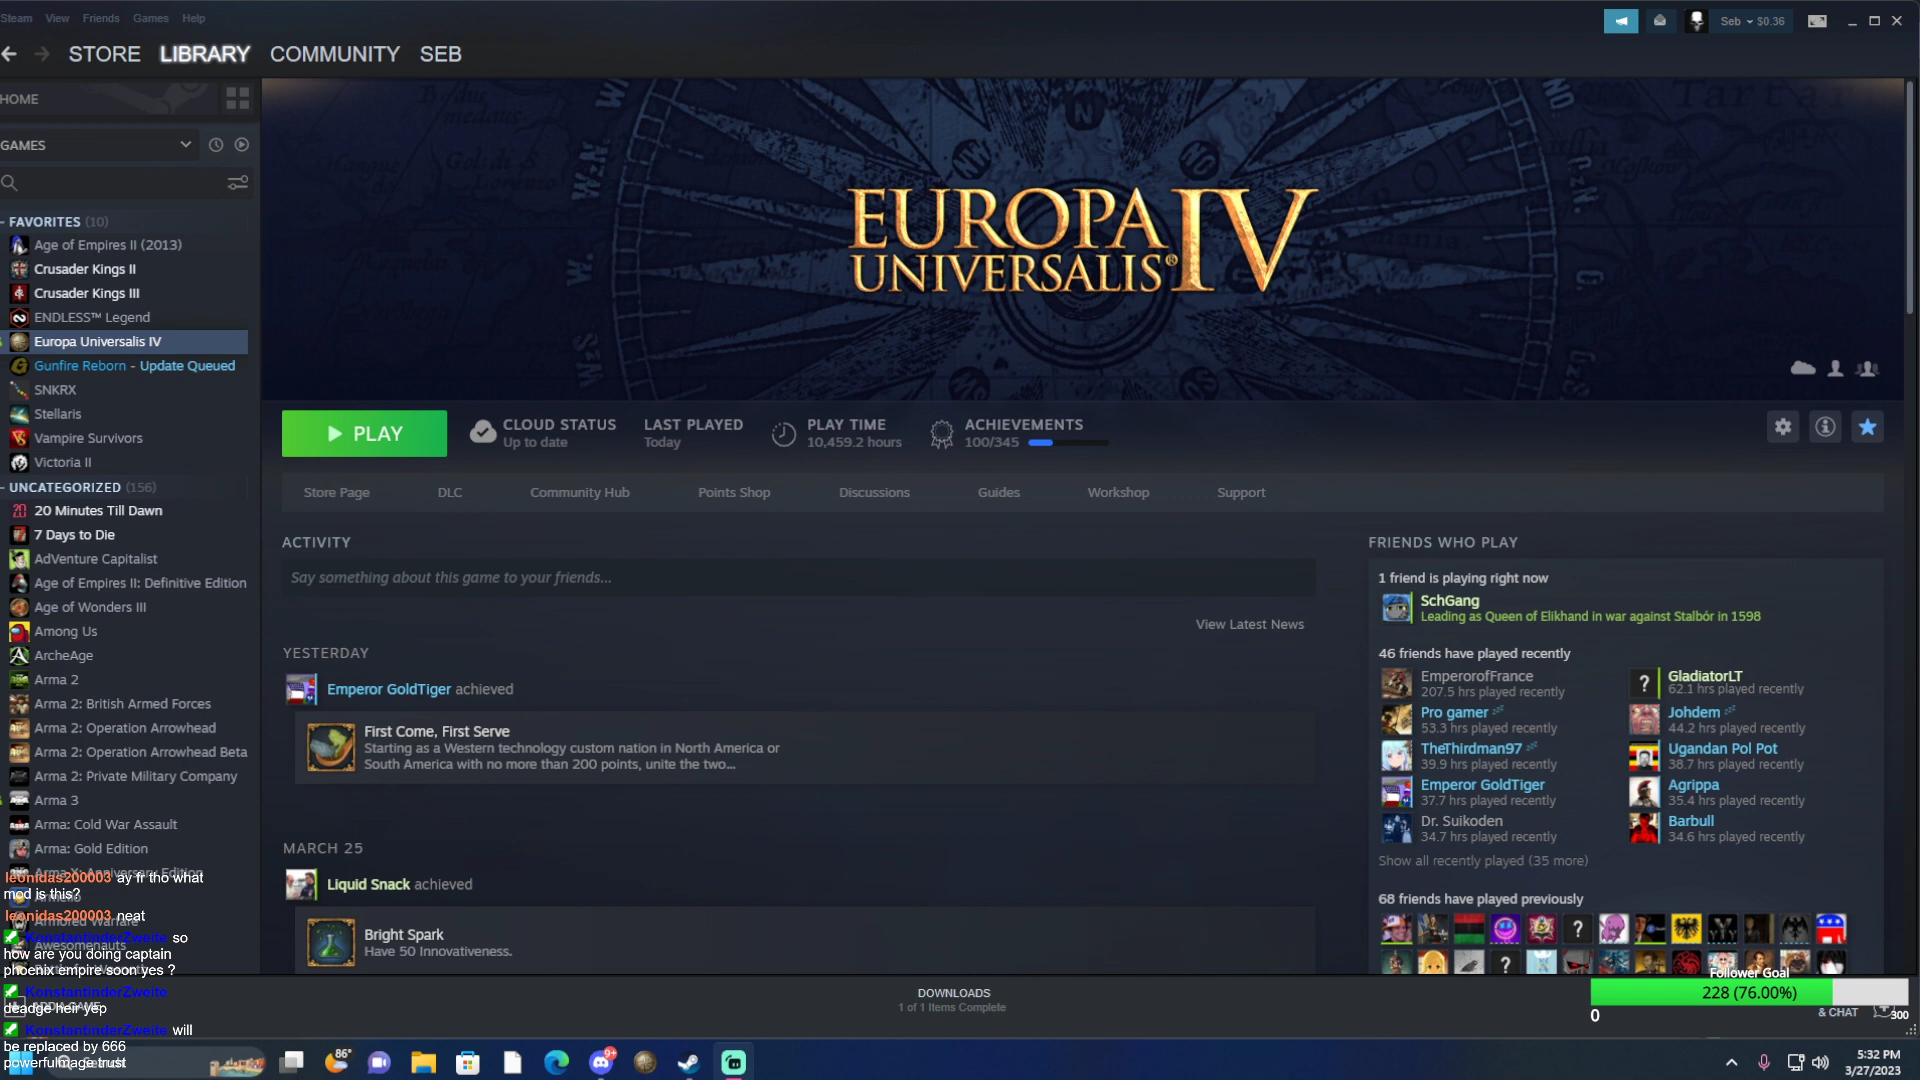 Steam View Friends Games Help
Seb $0.36
STORE LIBRARY COMMUNITY SEB
HOME
GAMES
FAVORITES (10)
Age of Empires II (2013)
Crusader Kings II
Crusader Kings III
ENDLESS™ Legend
Europa Universalis IV
Gunfire Reborn - Update Queued
SNKRX
Stellaris
Vampire Survivors
Victoria II
UNCATEGORIZED (156)
20 Minutes Till Dawn
7 Days to Die
AdVenture Capitalist
Age of Empires II: Definitive Edition
Age of Wonders III
Among Us
ArcheAge
Arma 2
Arma 2: British Armed Forces
Arma 2: Operation Arrowhead
Arma 2: Operation Arrowhead Beta
Arma 2: Private Military Company
Arma 3
Arma: Cold War Assault
Arma: Gold Edition
Arma X: Anniversary Edition
Armello
Armored Warfare
Awesomenauts
leonidas200003 ay fr tho what
mod is this?
leonidas200003 neat
KonstantinderZweite so
how are you doing captain
phoenix empire soon yes ?
KonstantinderZweite
deadge heir yep
KonstantinderZweite will
be replaced by 666
powerfulmage trust
EUROPA
UNIVERSALIS® IV
PLAY
CLOUD STATUS
Up to date
LAST PLAYED
Today
PLAY TIME
10,459.2 hours
ACHIEVEMENTS
100/345
Store Page DLC Community Hub Points Shop Discussions Guides Workshop Support
ACTIVITY
Say something about this game to your friends...
View Latest News
YESTERDAY
Emperor GoldTiger achieved
First Come, First Serve
Starting as a Western technology custom nation in North America or
South America with no more than 200 points, unite the two...
MARCH 25
Liquid Snack achieved
Bright Spark
Have 50 Innovativeness.
FRIENDS WHO PLAY
1 friend is playing right now
SchGang
Leading as Queen of Elikhand in war against Stalbór in 1598
46 friends have played recently
EmperorofFrance
207.5 hrs played recently
GladiatorLT
62.1 hrs played recently
Pro gamer
53.3 hrs played recently
Johdem
44.2 hrs played recently
TheThirdman97
39.9 hrs played recently
Ugandan Pol Pot
38.7 hrs played recently
Emperor GoldTiger
37.7 hrs played recently
Agrippa
35.4 hrs played recently
Dr. Suikoden
34.7 hrs played recently
Barbull
34.6 hrs played recently
Show all recently played (35 more)
68 friends have played previously
Follower Goal
228 (76.00%)
0
300
& CHAT
DOWNLOADS
1 of 1 Items Complete
86°
9+
5:32 PM
3/27/2023